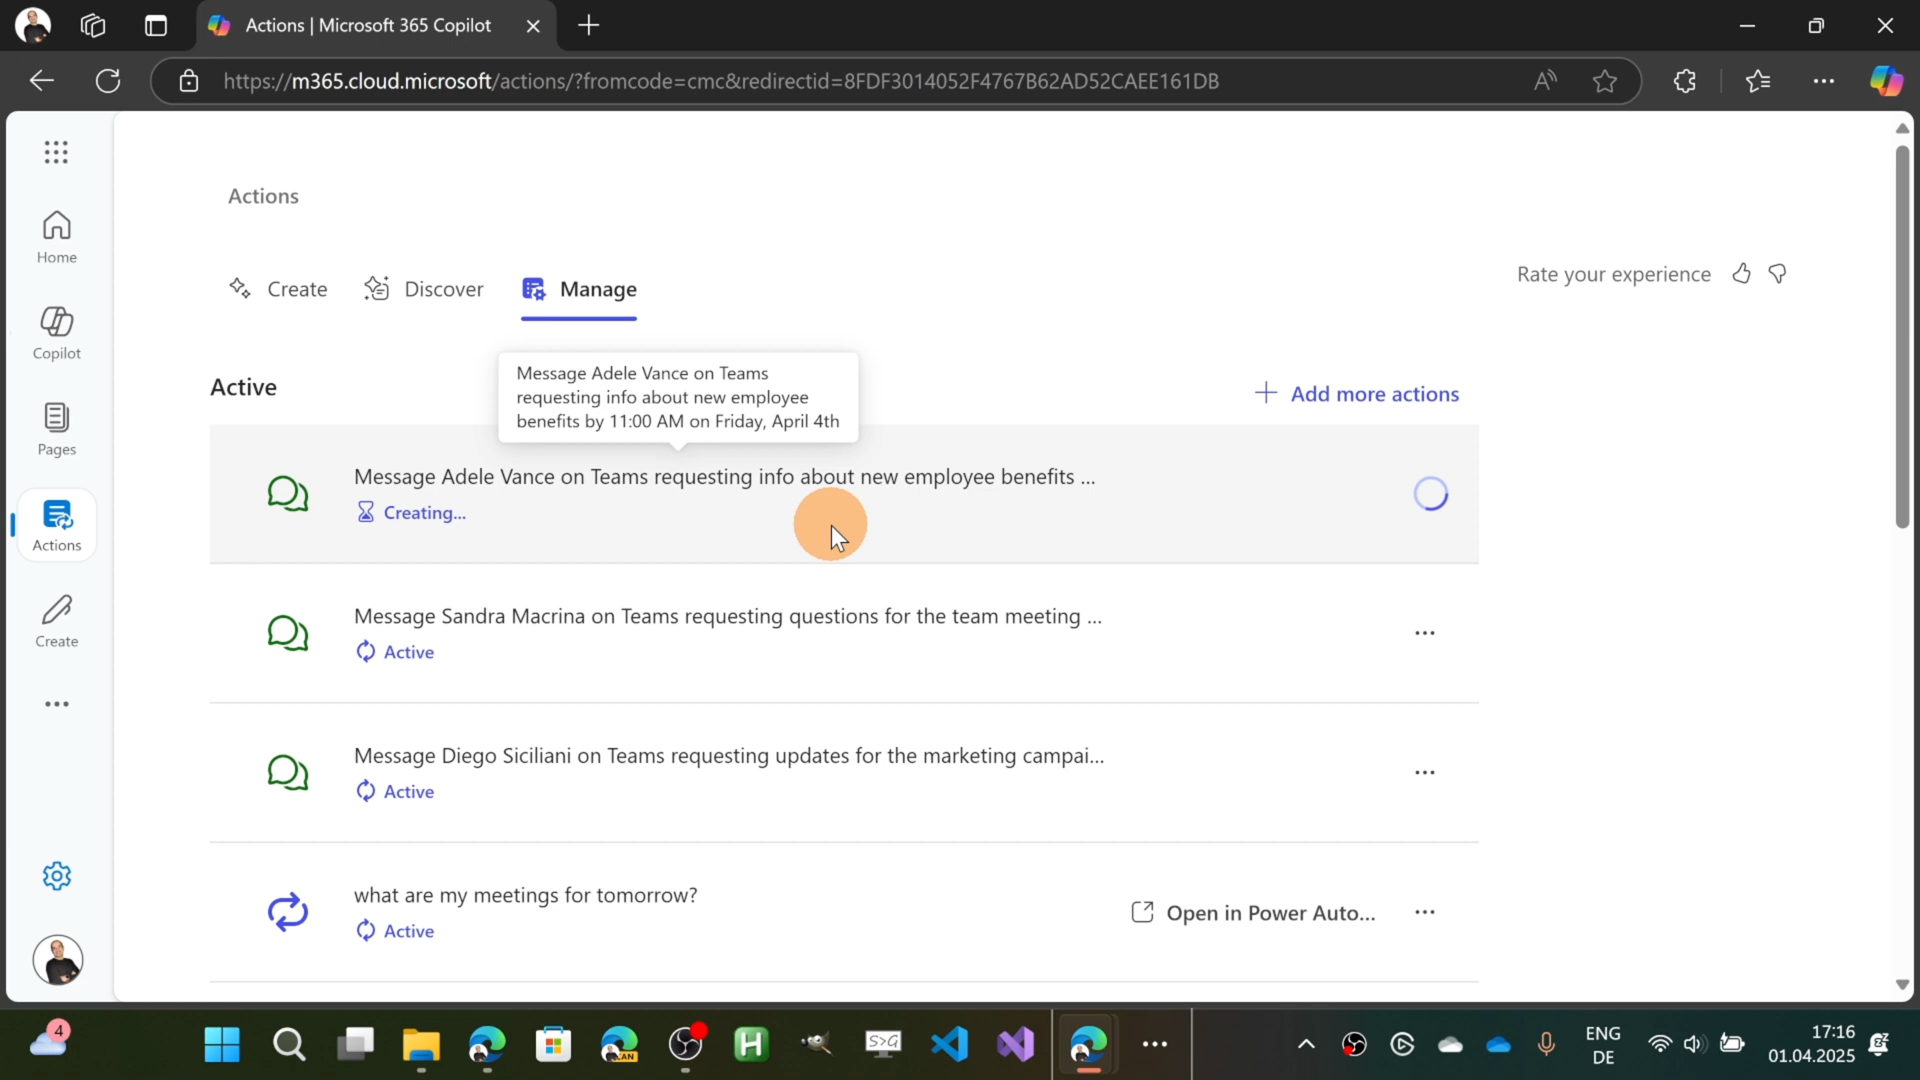 Actions | Microsoft 365 Copilot
https://m365.cloud.microsoft/actions/?fromcode=cmc&redirectid=8FDF3014052F4767B62AD52CAEE161DB
Home
Copilot
Pages
Actions
Create
Actions
Create
Discover
Manage
Rate your experience
Active
Add more actions
Message Adele Vance on Teams
requesting info about new employee
benefits by 11:00 AM on Friday, April 4th
Message Adele Vance on Teams requesting info about new employee benefits ...
Creating...
Message Sandra Macrina on Teams requesting questions for the team meeting ...
Active
Message Diego Siciliani on Teams requesting updates for the marketing campai...
Active
what are my meetings for tomorrow?
Active
Open in Power Auto...
4
CAN
H
S>G
ENG
DE
17:16
01.04.2025